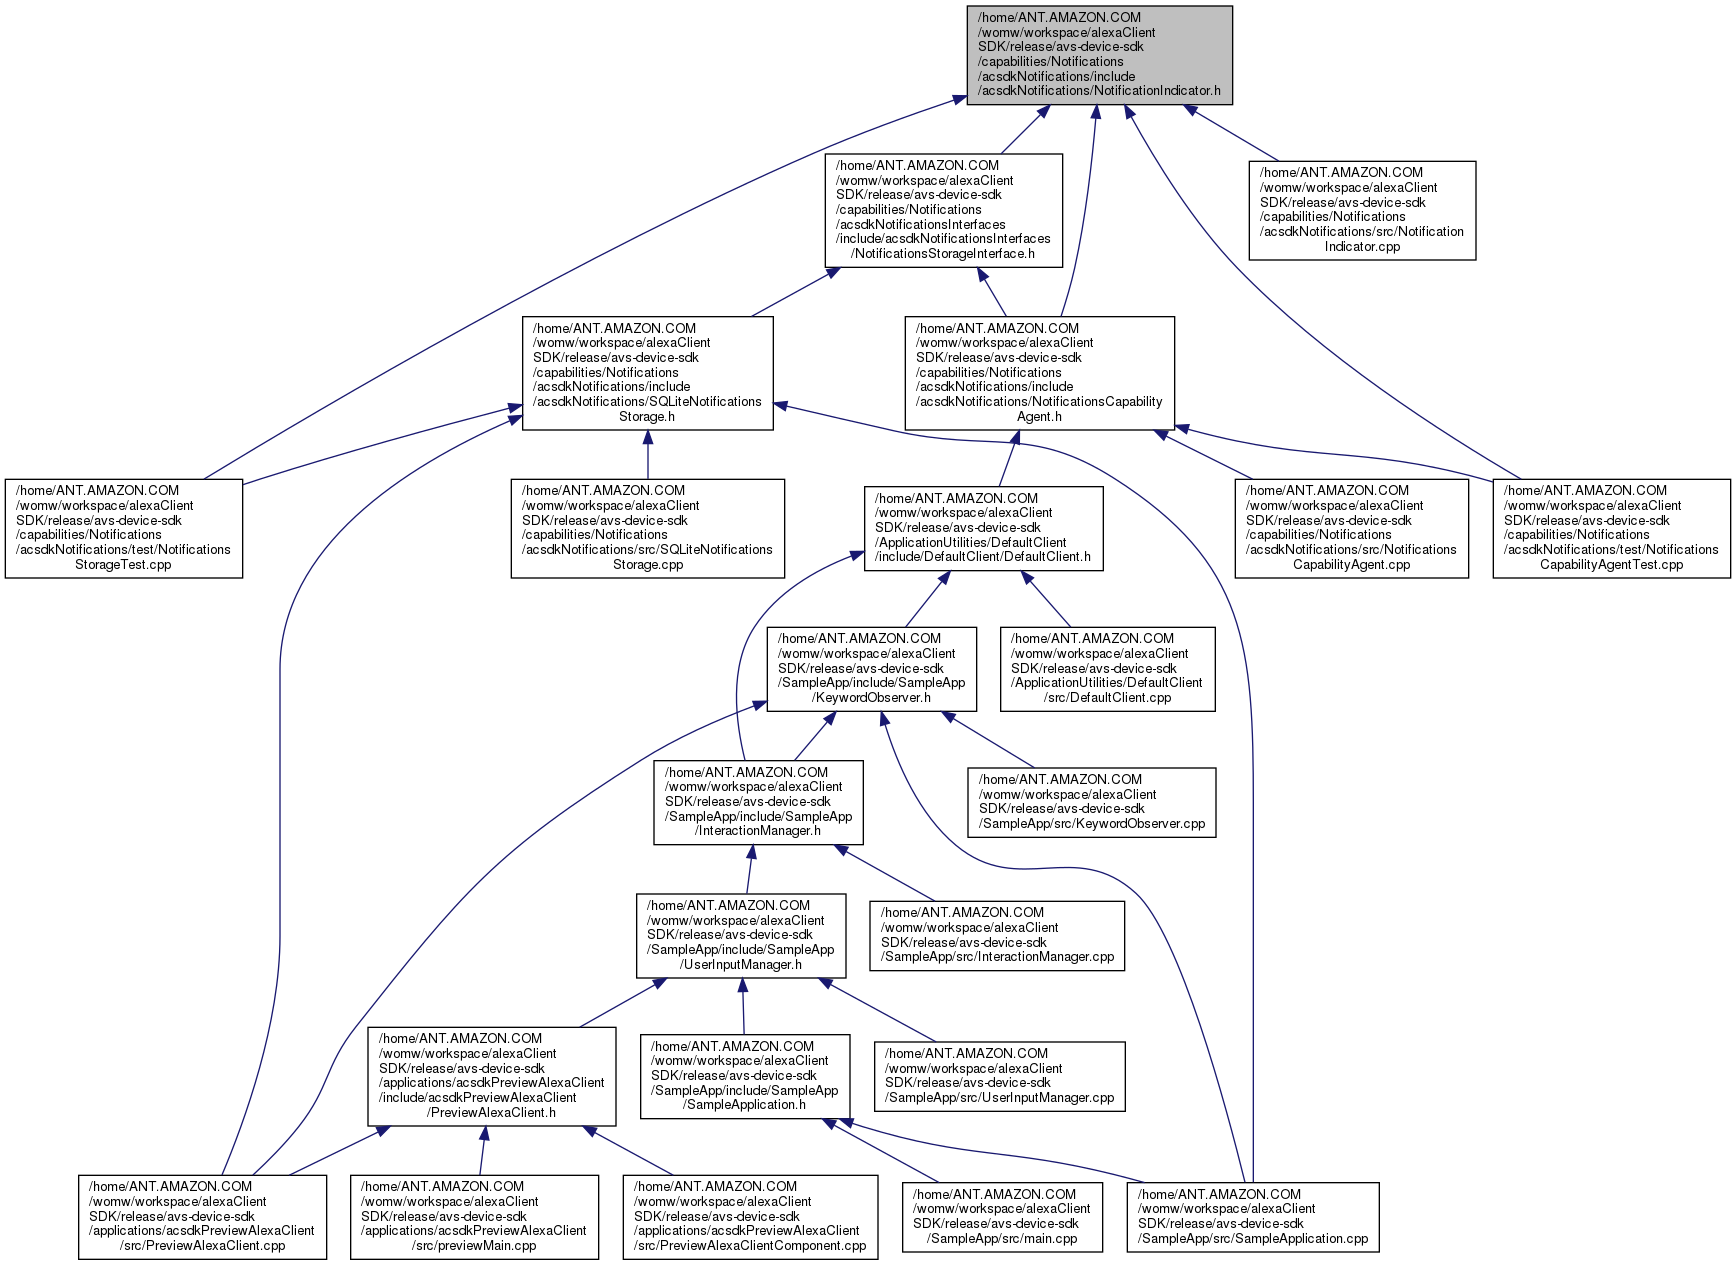 /home/ANT.AMAZON.COM
/womw/workspace/alexaClient
SDK/release/avs-device-sdk
/capabilities/Notifications
/acsdkNotifications/include
/acsdkNotifications/NotificationIndicator.h
/home/ANT.AMAZON.COM
/womw/workspace/alexaClient
SDK/release/avs-device-sdk
/capabilities/Notifications
/acsdkNotificationsInterfaces
/include/acsdkNotificationsInterfaces
/NotificationsStorageInterface.h
/home/ANT.AMAZON.COM
/womw/workspace/alexaClient
SDK/release/avs-device-sdk
/capabilities/Notifications
/acsdkNotifications/src/Notification
Indicator.cpp
/home/ANT.AMAZON.COM
/womw/workspace/alexaClient
SDK/release/avs-device-sdk
/capabilities/Notifications
/acsdkNotifications/include
/acsdkNotifications/SQLiteNotifications
Storage.h
/home/ANT.AMAZON.COM
/womw/workspace/alexaClient
SDK/release/avs-device-sdk
/capabilities/Notifications
/acsdkNotifications/include
/acsdkNotifications/NotificationsCapability
Agent.h
/home/ANT.AMAZON.COM
/womw/workspace/alexaClient
SDK/release/avs-device-sdk
/capabilities/Notifications
/acsdkNotifications/test/Notifications
StorageTest.cpp
/home/ANT.AMAZON.COM
/womw/workspace/alexaClient
SDK/release/avs-device-sdk
/capabilities/Notifications
/acsdkNotifications/src/SQLiteNotifications
Storage.cpp
/home/ANT.AMAZON.COM
/womw/workspace/alexaClient
SDK/release/avs-device-sdk
/ApplicationUtilities/DefaultClient
/include/DefaultClient/DefaultClient.h
/home/ANT.AMAZON.COM
/womw/workspace/alexaClient
SDK/release/avs-device-sdk
/capabilities/Notifications
/acsdkNotifications/src/Notifications
CapabilityAgent.cpp
/home/ANT.AMAZON.COM
/womw/workspace/alexaClient
SDK/release/avs-device-sdk
/capabilities/Notifications
/acsdkNotifications/test/Notifications
CapabilityAgentTest.cpp
/home/ANT.AMAZON.COM
/womw/workspace/alexaClient
SDK/release/avs-device-sdk
/SampleApp/include/SampleApp
/KeywordObserver.h
/home/ANT.AMAZON.COM
/womw/workspace/alexaClient
SDK/release/avs-device-sdk
/ApplicationUtilities/DefaultClient
/src/DefaultClient.cpp
/home/ANT.AMAZON.COM
/womw/workspace/alexaClient
SDK/release/avs-device-sdk
/SampleApp/include/SampleApp
/InteractionManager.h
/home/ANT.AMAZON.COM
/womw/workspace/alexaClient
SDK/release/avs-device-sdk
/SampleApp/src/KeywordObserver.cpp
/home/ANT.AMAZON.COM
/womw/workspace/alexaClient
SDK/release/avs-device-sdk
/SampleApp/include/SampleApp
/UserInputManager.h
/home/ANT.AMAZON.COM
/womw/workspace/alexaClient
SDK/release/avs-device-sdk
/SampleApp/src/InteractionManager.cpp
/home/ANT.AMAZON.COM
/womw/workspace/alexaClient
SDK/release/avs-device-sdk
/applications/acsdkPreviewAlexaClient
/include/acsdkPreviewAlexaClient
/PreviewAlexaClient.h
/home/ANT.AMAZON.COM
/womw/workspace/alexaClient
SDK/release/avs-device-sdk
/SampleApp/include/SampleApp
/SampleApplication.h
/home/ANT.AMAZON.COM
/womw/workspace/alexaClient
SDK/release/avs-device-sdk
/SampleApp/src/UserInputManager.cpp
/home/ANT.AMAZON.COM
/womw/workspace/alexaClient
SDK/release/avs-device-sdk
/applications/acsdkPreviewAlexaClient
/src/PreviewAlexaClient.cpp
/home/ANT.AMAZON.COM
/womw/workspace/alexaClient
SDK/release/avs-device-sdk
/applications/acsdkPreviewAlexaClient
/src/previewMain.cpp
/home/ANT.AMAZON.COM
/womw/workspace/alexaClient
SDK/release/avs-device-sdk
/applications/acsdkPreviewAlexaClient
/src/PreviewAlexaClientComponent.cpp
/home/ANT.AMAZON.COM
/womw/workspace/alexaClient
SDK/release/avs-device-sdk
/SampleApp/src/main.cpp
/home/ANT.AMAZON.COM
/womw/workspace/alexaClient
SDK/release/avs-device-sdk
/SampleApp/src/SampleApplication.cpp